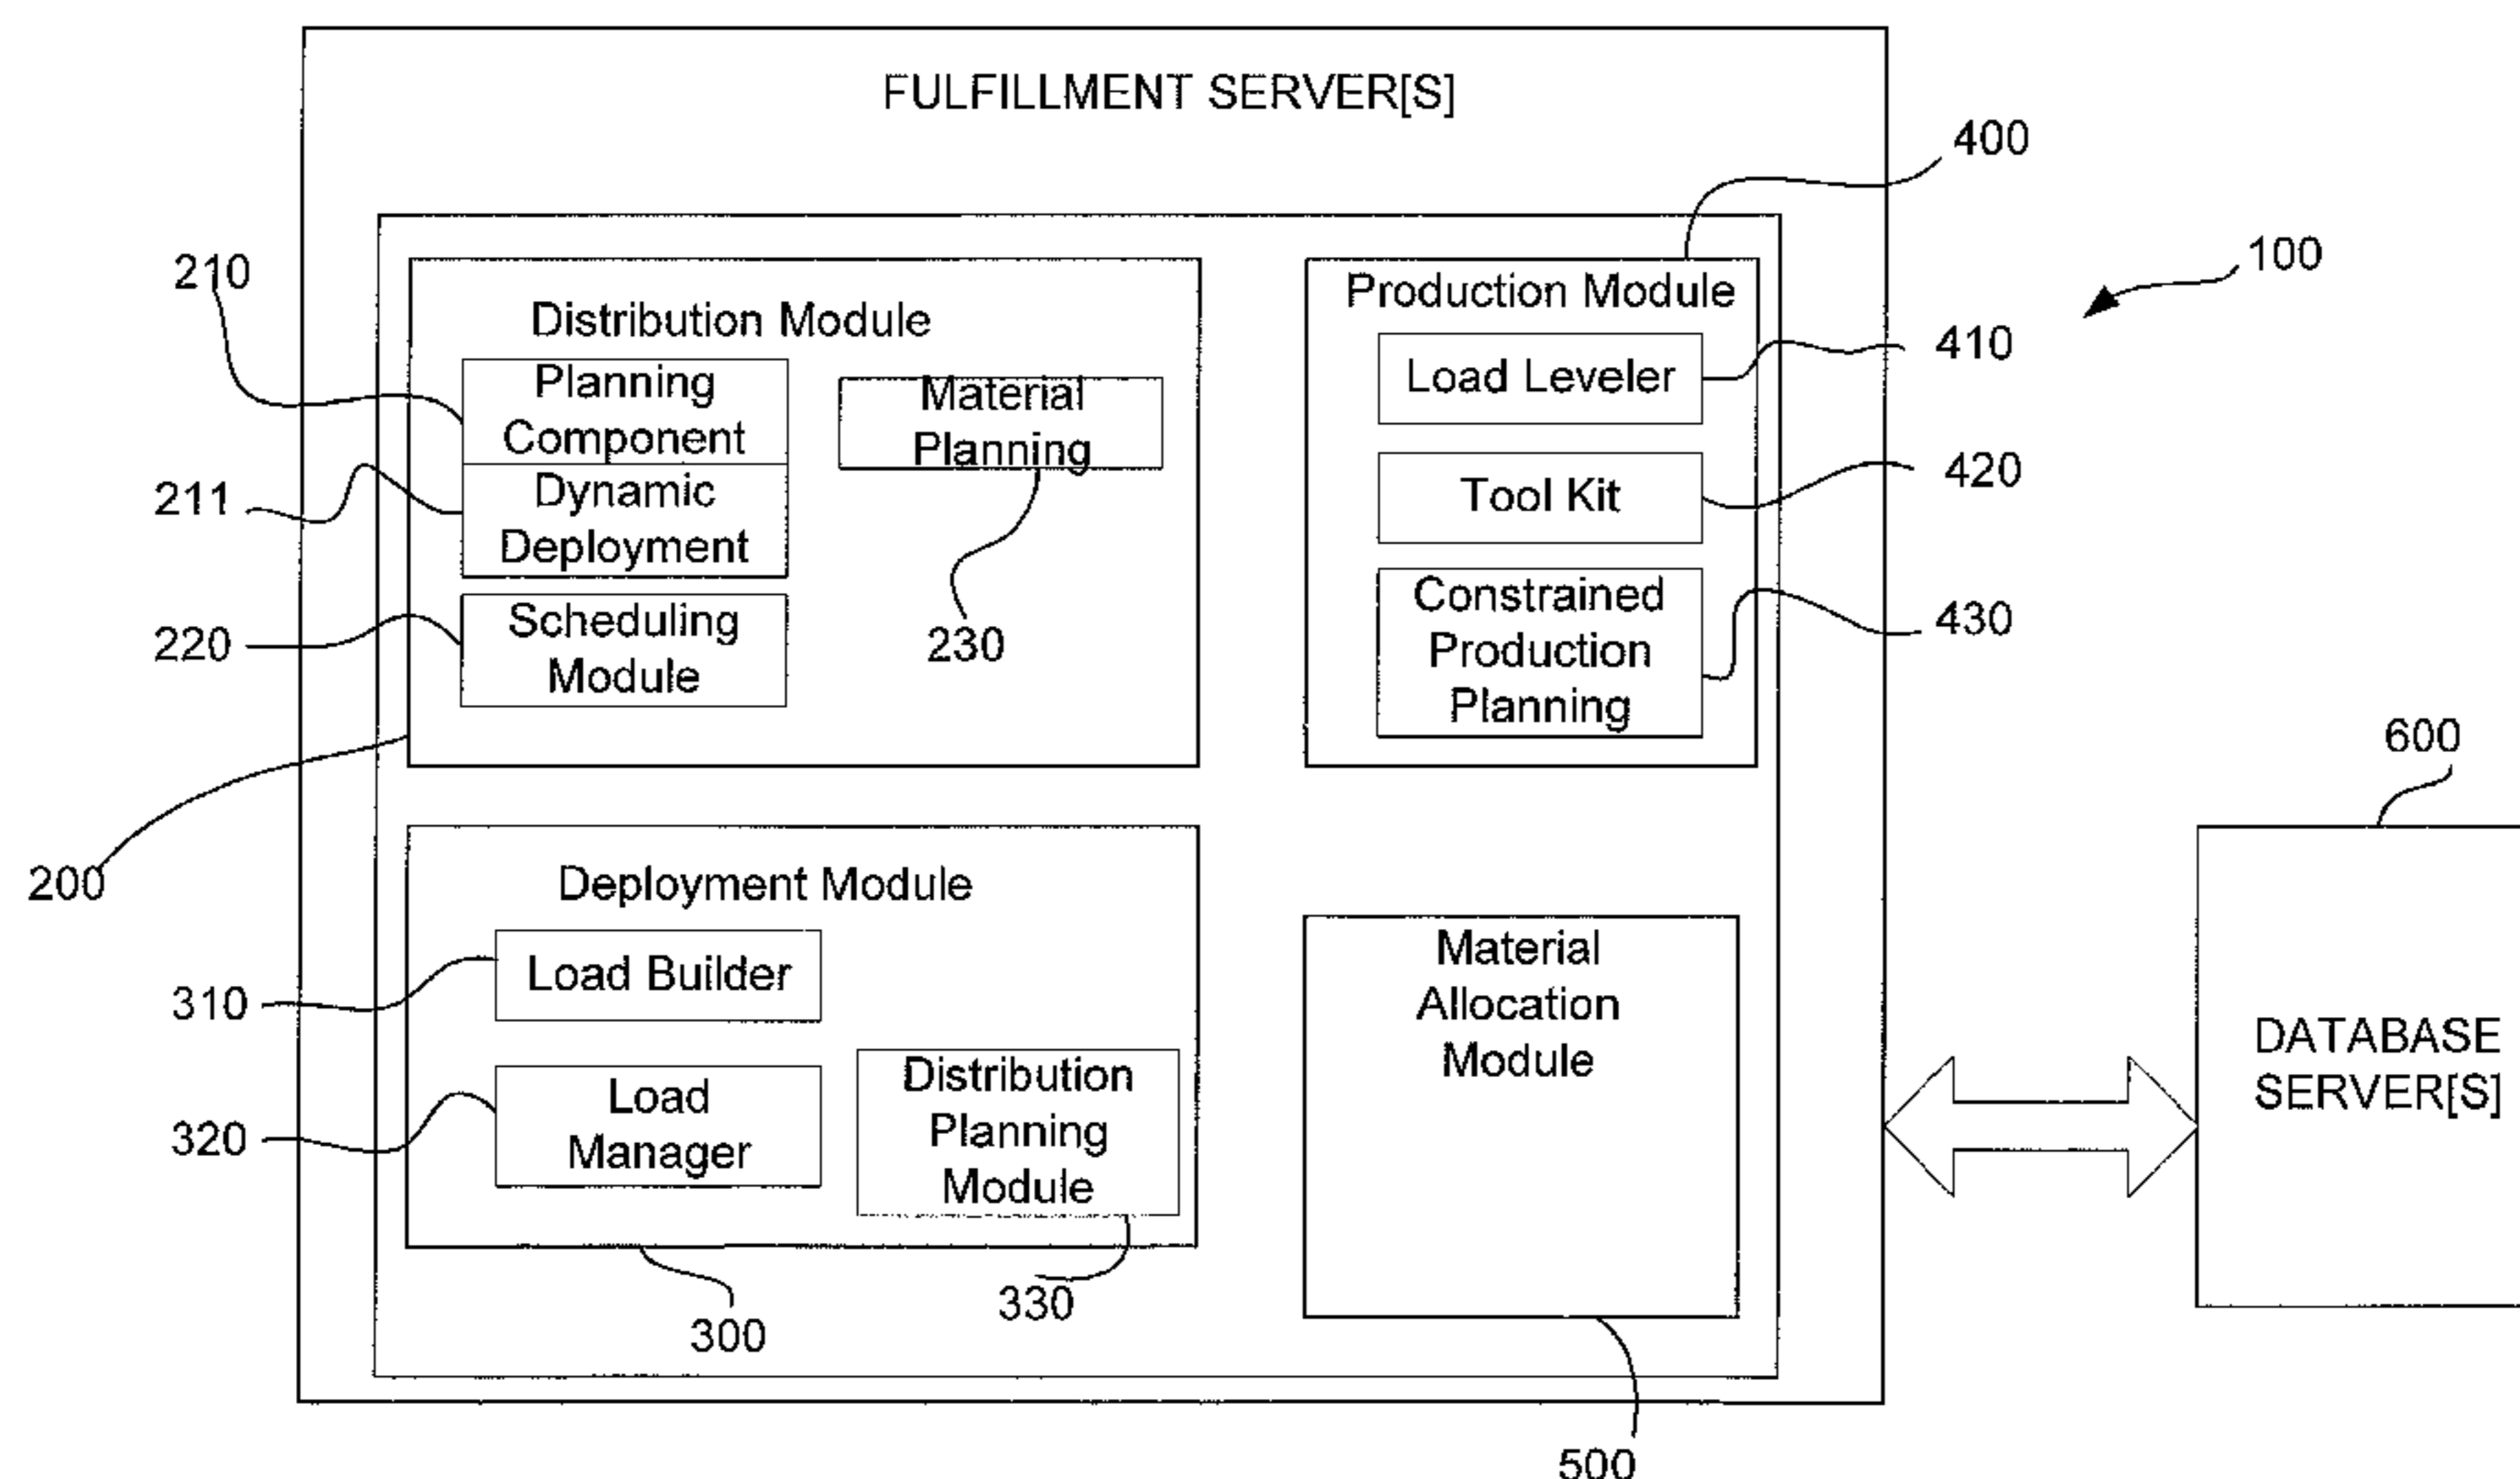 FULFILLMENT SERVER[S]
400
100
210
Distribution Module
Planning
Component
Material
Planning
Production Module
Load Leveler
410
211
Dynamic
Deployment
Tool Kit
420
220
Scheduling
Module
230
Constrained
Production
Planning
430
200
600
Deployment Module
310
Load Builder
320
Load
Manager
Distribution
Planning
Module
Material
Allocation
Module
DATABASE
SERVER[S]
330
300
500